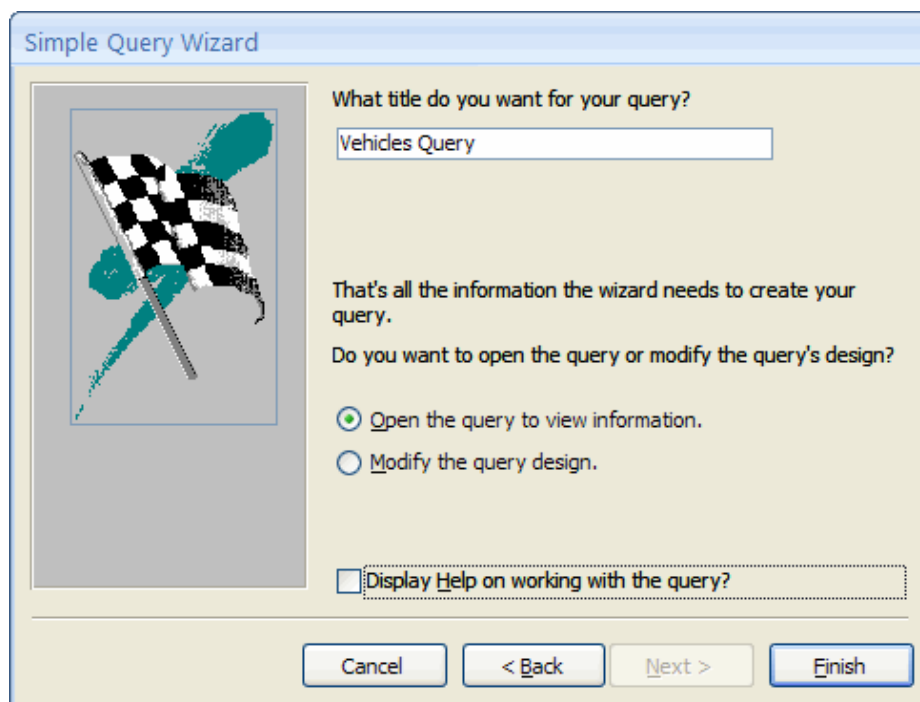 Simple Query Wizard
What title do you want for your query?
Vehicles Query
That's all the information the wizard needs to create your
query.
Do you want to open the query or modify the query's design?
Open the query to view information.
Modify the query design.
Display Help on working with the query?
Cancel
< Back
Next >
Finish